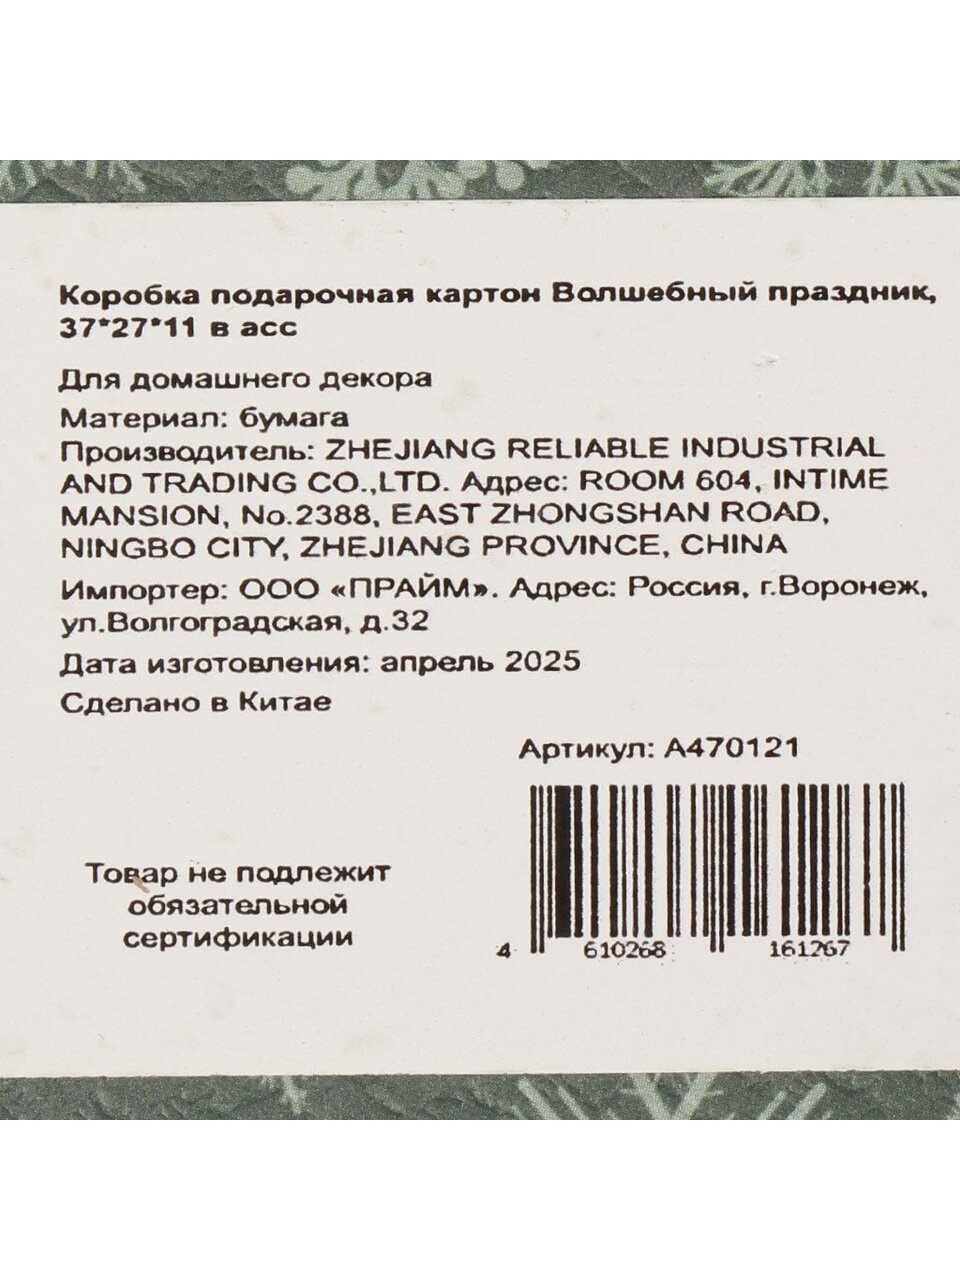 Коробка подарочная картон Волшебный праздник,
37*27*11 в асс
Для домашнего декора
Материал: бумага
Производитель: ZHEJIANG RELIABLE INDUSTRIAL
AND TRADING CO.,LTD. Адрес: ROOM 604, INTIME
MANSION, No.2388, EAST ZHONGSHAN ROAD,
NINGBO CITY, ZHEJIANG PROVINCE, CHINA
Импортер: ООО «ПРАЙМ». Адрес: Россия, г.Воронеж,
ул.Волгоградская, д.32
Дата изготовления: апрель 2025
Сделано в Китае
Артикул: А470121
Товар не подлежит
обязательной
сертификации
4 610268 161267